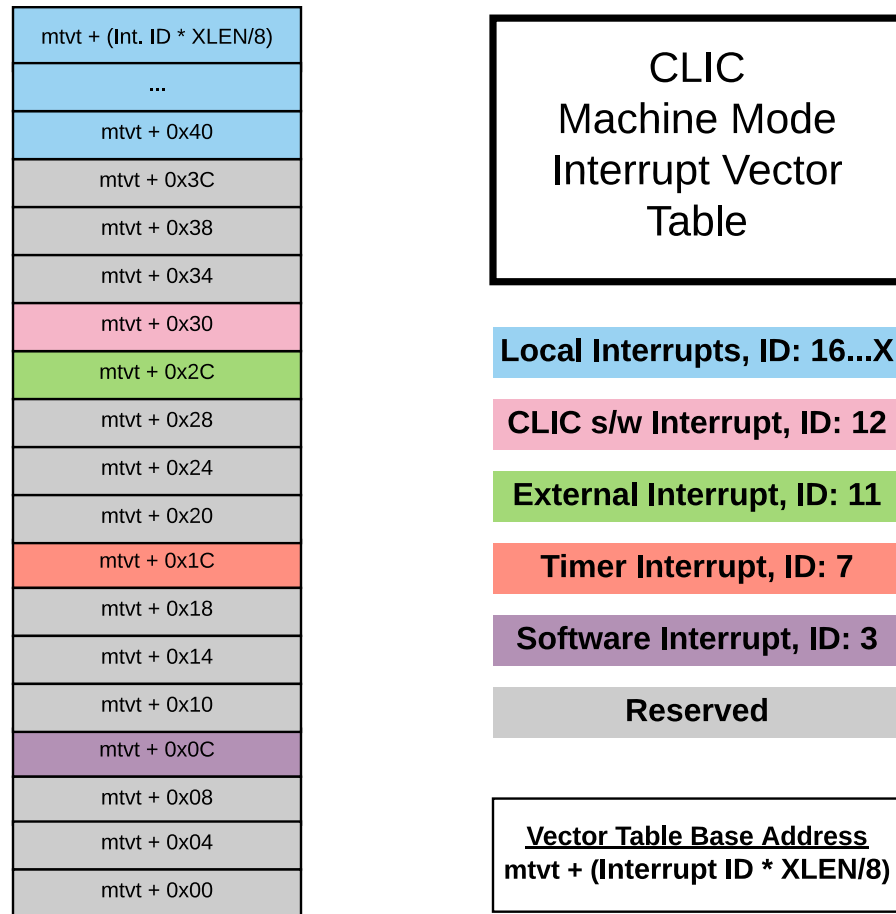 mtvt + (Int. ID * XLEN/8)
...
mtvt + 0x40
mtvt + 0x3C
mtvt + 0x38
mtvt + 0x34
mtvt + 0x30
mtvt + 0x2C
mtvt + 0x28
mtvt + 0x24
mtvt + 0x20
mtvt + 0x1C
mtvt + 0x18
mtvt + 0x14
mtvt + 0x10
mtvt + 0x0C
mtvt + 0x08
mtvt + 0x04
mtvt + 0x00
CLIC
Machine Mode
Interrupt Vector
Table
Local Interrupts, ID: 16...X
CLIC s/w Interrupt, ID: 12
External Interrupt, ID: 11
Timer Interrupt, ID: 7
Software Interrupt, ID: 3
Reserved
Vector Table Base Address
mtvt + (Interrupt ID * XLEN/8)